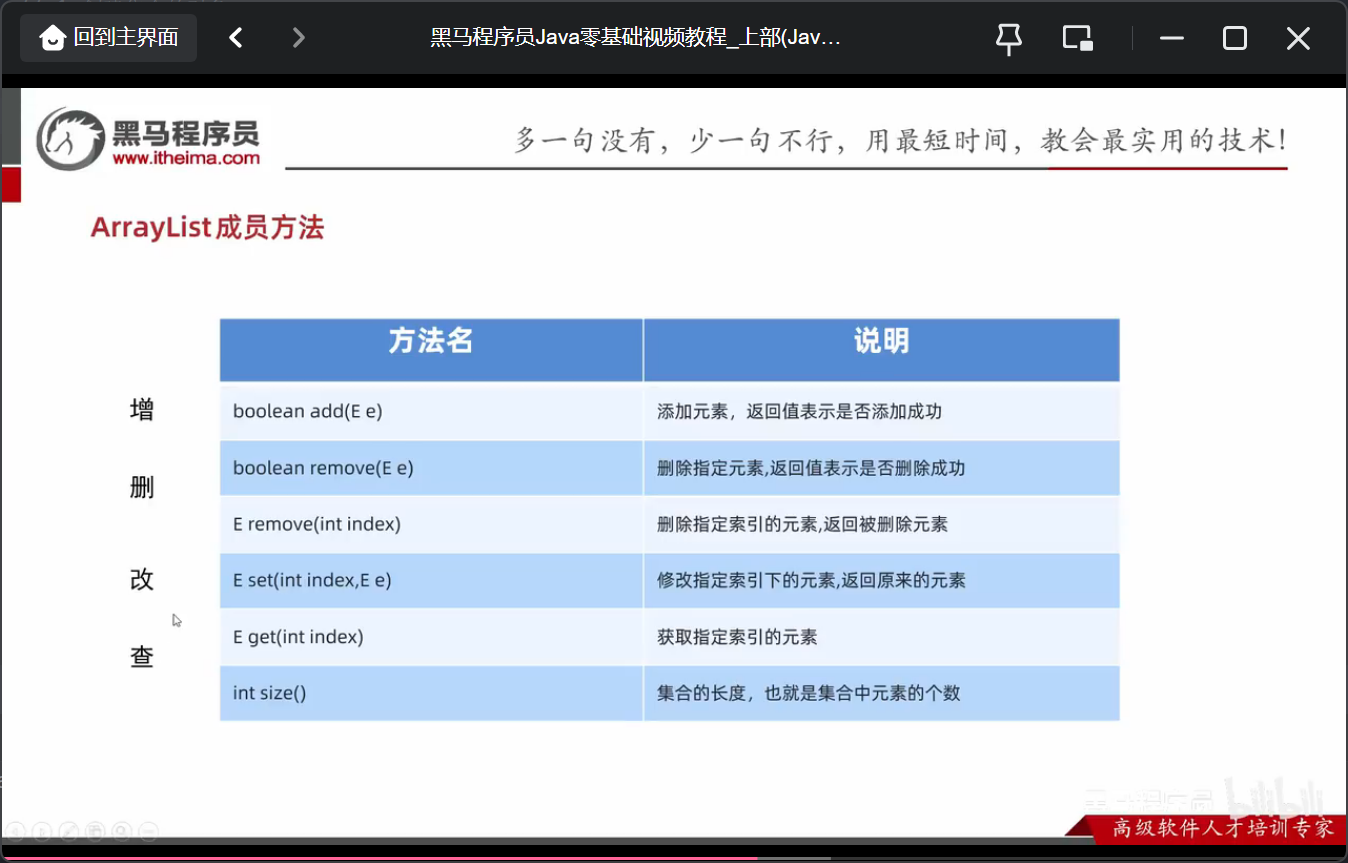 回到主界面
黑马程序员Java零基础视频教程_上部(Jav…
黑马程序员
www.itheima.com
多一句没有，少一句不行，用最短时间，教会最实用的技术！
ArrayList成员方法
方法名 说明
增
boolean add(E e) 添加元素，返回值表示是否添加成功
boolean remove(E e) 删除指定元素,返回值表示是否删除成功
删
E remove(int index) 删除指定索引的元素,返回被删除元素
改
E set(int index,E e) 修改指定索引下的元素,返回原来的元素
E get(int index) 获取指定索引的元素
查
int size() 集合的长度，也就是集合中元素的个数
黑马程序员 bilibili
高级软件人才培训专家